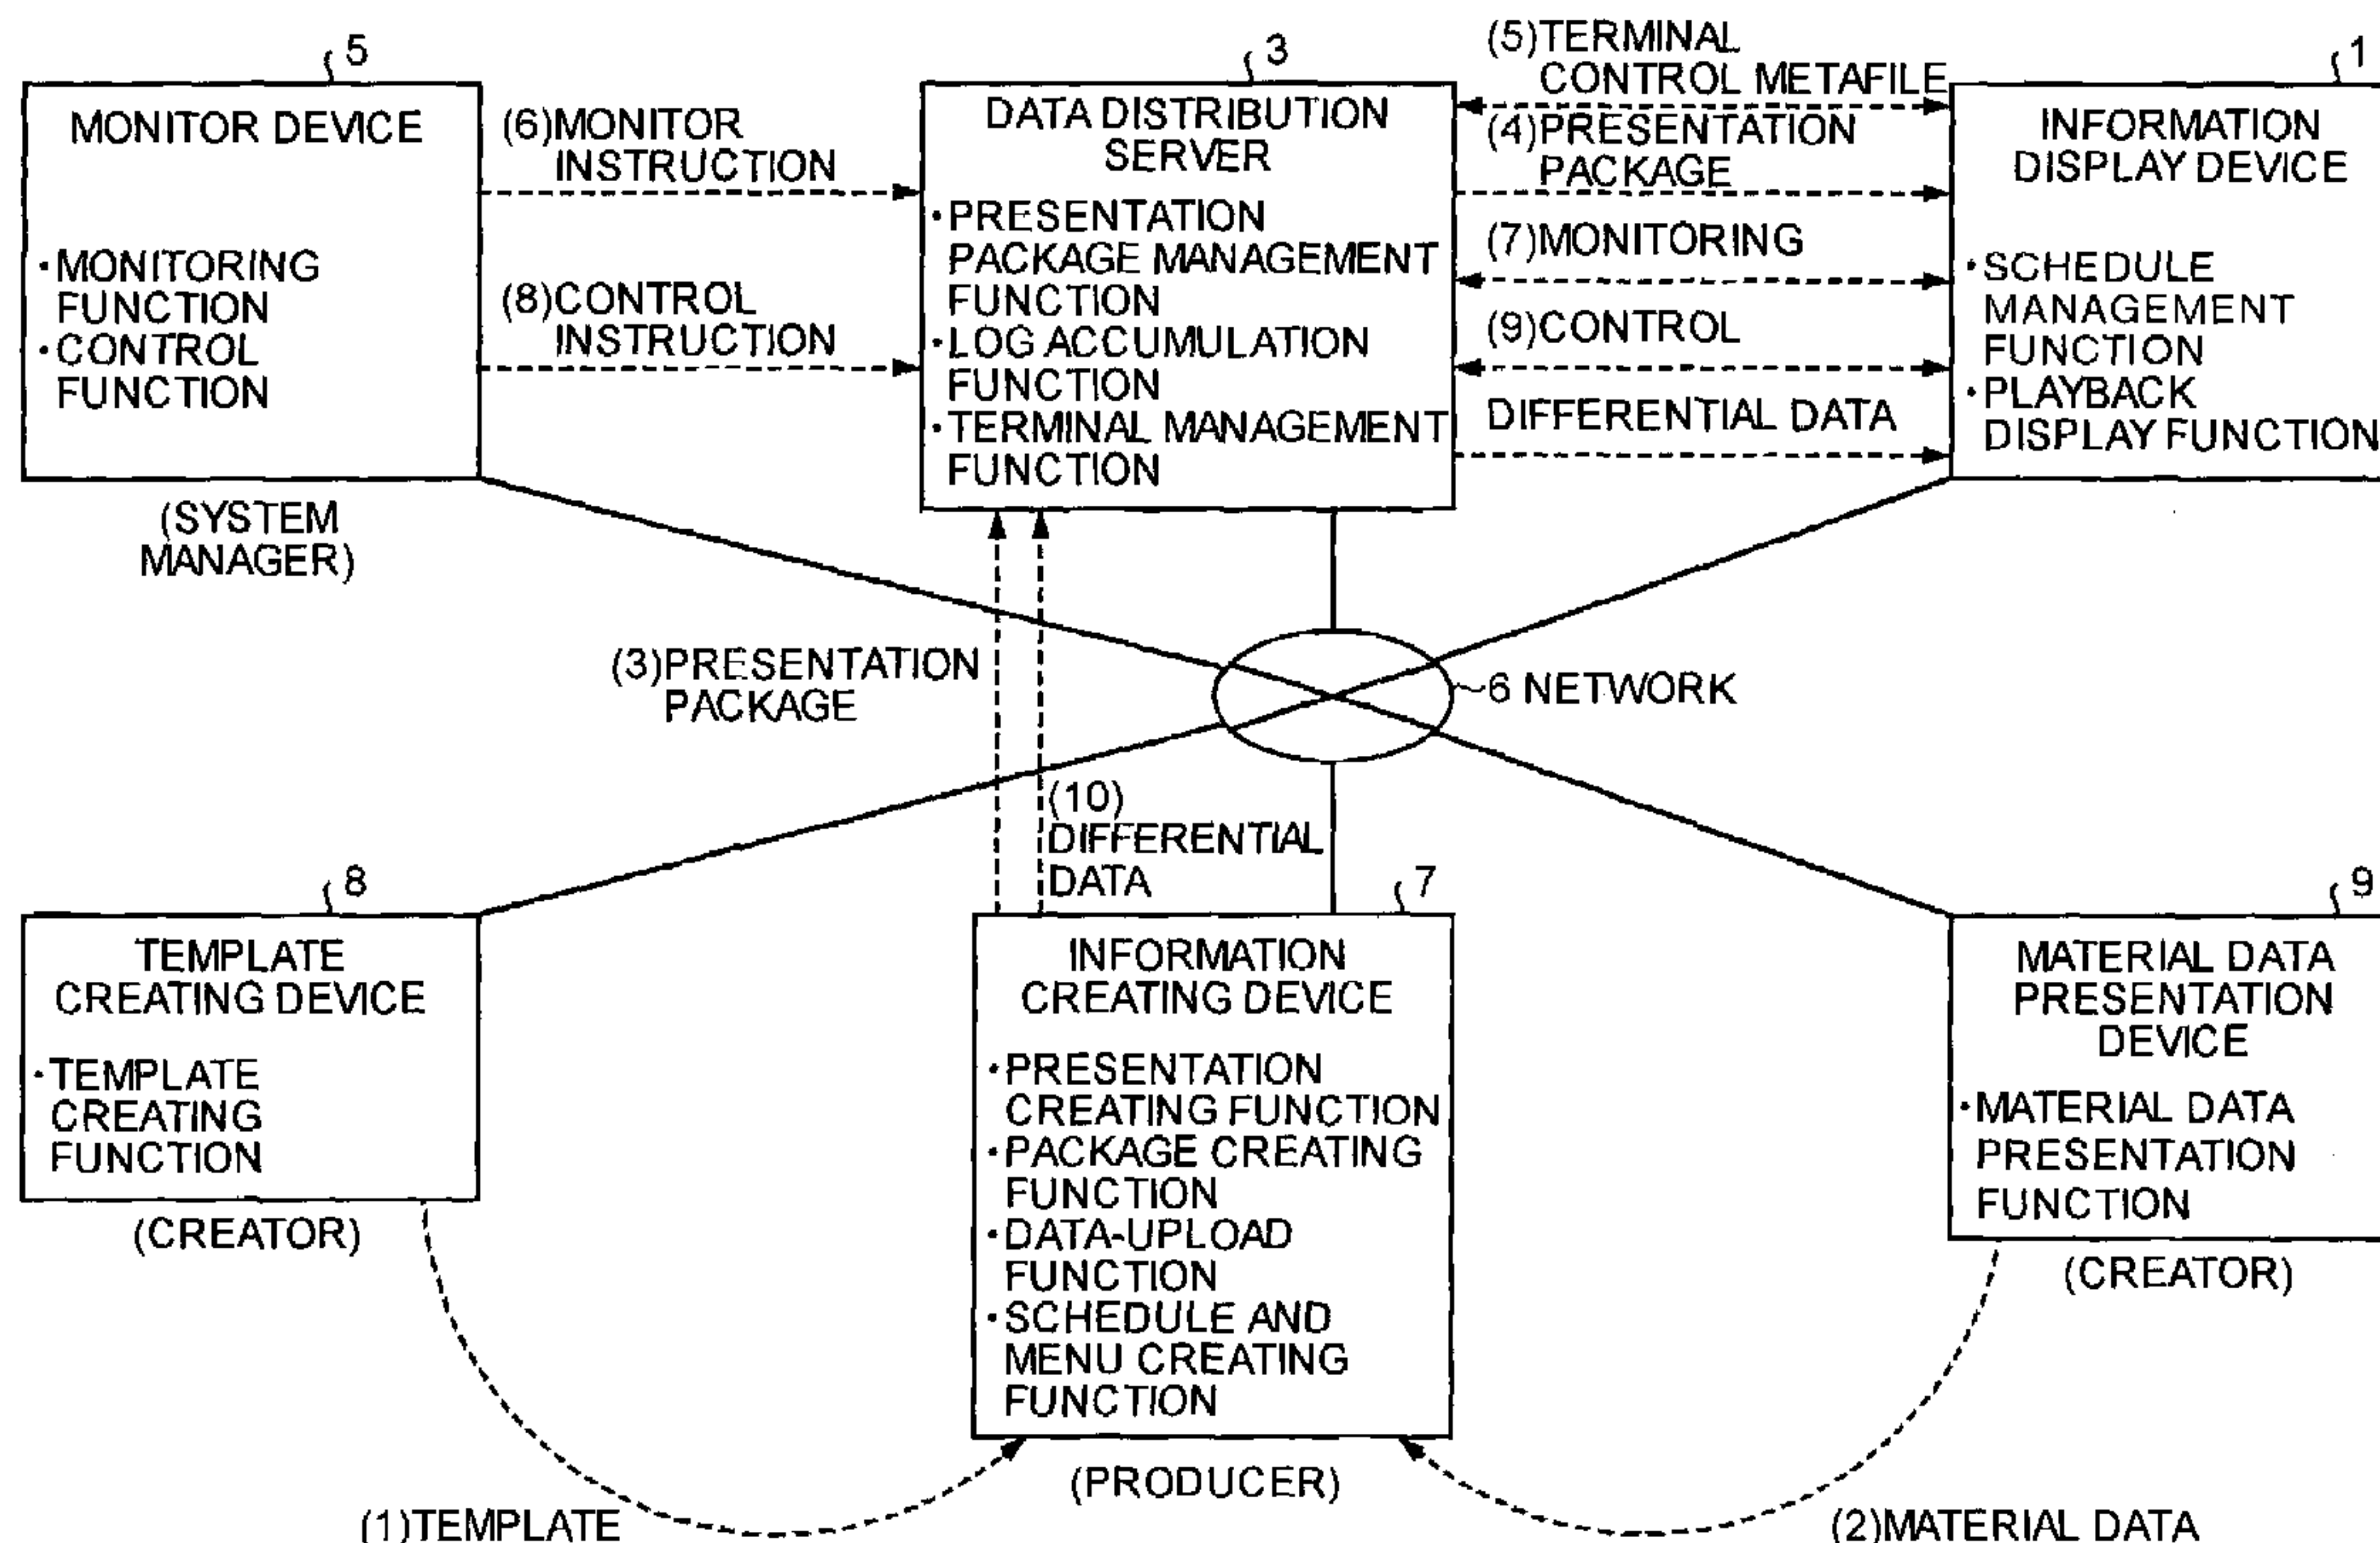 5
MONITOR DEVICE
·MONITORING
FUNCTION
·CONTROL
FUNCTION
(SYSTEM
MANAGER)
(6)MONITOR
INSTRUCTION
(8)CONTROL
INSTRUCTION
3
DATA DISTRIBUTION
SERVER
·PRESENTATION
PACKAGE MANAGEMENT
FUNCTION
·LOG ACCUMULATION
FUNCTION
·TERMINAL MANAGEMENT
FUNCTION
(5)TERMINAL
CONTROL METAFILE
(4)PRESENTATION
PACKAGE
(7)MONITORING
(9)CONTROL
DIFFERENTIAL DATA
1
INFORMATION
DISPLAY DEVICE
·SCHEDULE
MANAGEMENT
FUNCTION
·PLAYBACK
DISPLAY FUNCTION
(3)PRESENTATION
PACKAGE
6 NETWORK
(10)
DIFFERENTIAL
DATA
8
TEMPLATE
CREATING DEVICE
·TEMPLATE
CREATING
FUNCTION
(CREATOR)
7
INFORMATION
CREATING DEVICE
·PRESENTATION
CREATING FUNCTION
·PACKAGE CREATING
FUNCTION
·DATA-UPLOAD
FUNCTION
·SCHEDULE AND
MENU CREATING
FUNCTION
(PRODUCER)
9
MATERIAL DATA
PRESENTATION
DEVICE
·MATERIAL DATA
PRESENTATION
FUNCTION
(CREATOR)
(1)TEMPLATE
(2)MATERIAL DATA